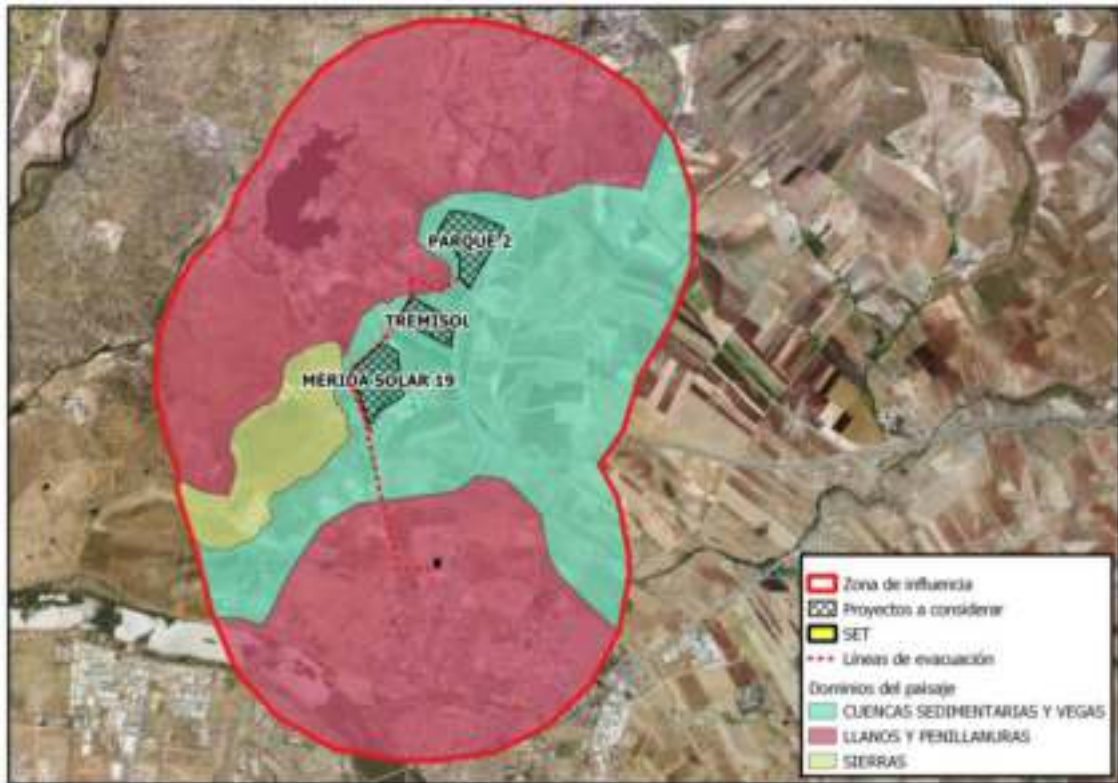 PARQUE 2
TREMISOL
MÉRIDA SOLAR 19
Zona de influencia
Proyectos a considerar
SET
Líneas de evacuación
Dominios del paisaje
CUENCAS SEDIMENTARIAS Y VEGAS
LLANOS Y PENILLANURAS
SIERRAS